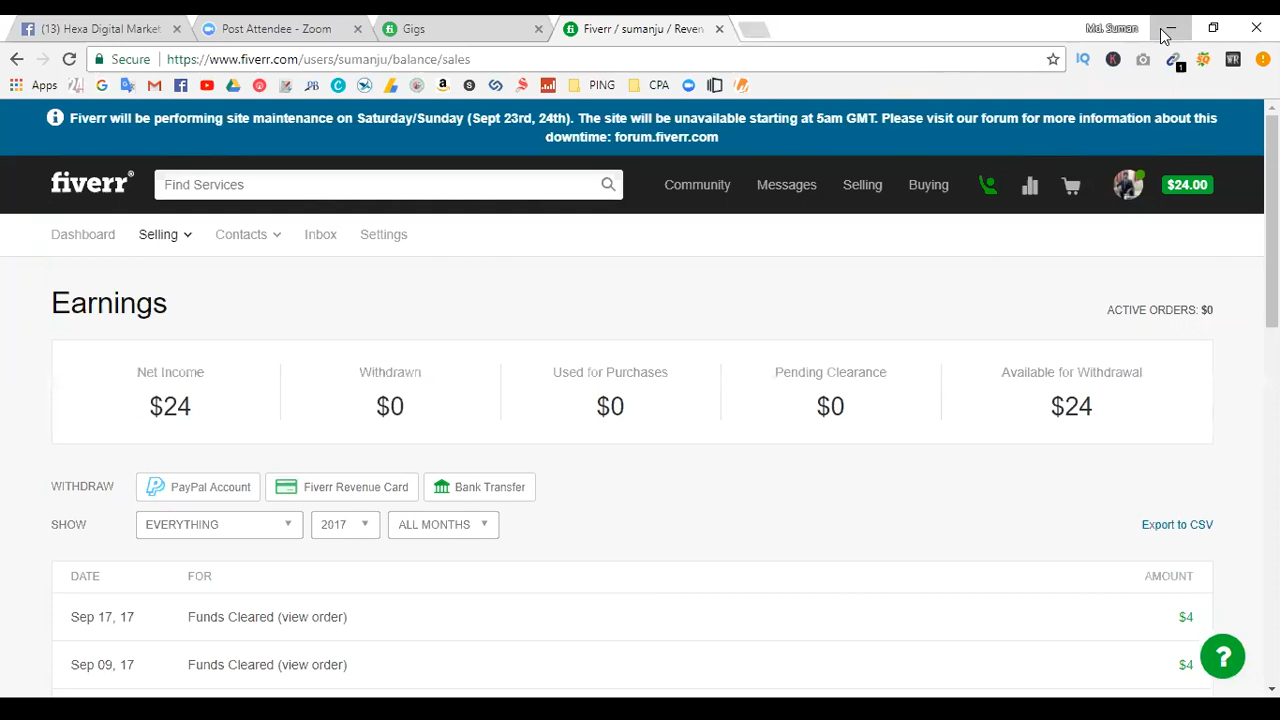 (13) Hexa Digital Market
Post Attendee - Zoom
Gigs
Fiverr / sumanju / Reven
Md. Suman
Secure
https://www.fiverr.com/users/sumanju/balance/sales
1
Apps
PING
CPA
Fiverr will be performing site maintenance on Saturday/Sunday (Sept 23rd, 24th). The site will be unavailable starting at 5am GMT. Please visit our forum for more information about this
downtime: forum.fiverr.com
fiverr®
Find Services
Community
Messages
Selling
Buying
$24.00
Dashboard
Selling
Contacts
Inbox
Settings
Earnings
ACTIVE ORDERS: $0
Net Income
Withdrawn
Used for Purchases
Pending Clearance
Available for Withdrawal
$24
$0
$0
$0
$24
WITHDRAW
PayPal Account
Fiverr Revenue Card
Bank Transfer
SHOW
EVERYTHING
2017
ALL MONTHS
Export to CSV
DATE
FOR
AMOUNT
Sep 17, 17
Funds Cleared (view order)
$4
Sep 09, 17
Funds Cleared (view order)
$4
?